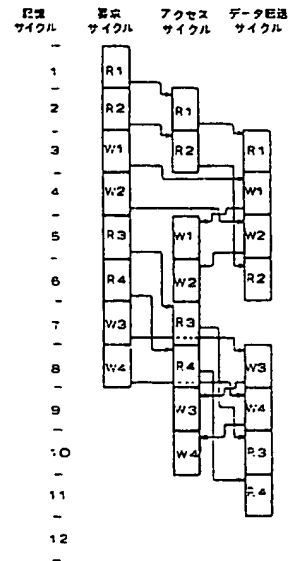 記憶 要求 アクセス データ転送
サイクル サイクル サイクル サイクル
1 R1
2 R2 R1
3 W1 R2 R1
4 W2 W1
5 R3 W1 W2
6 R4 W2 R2
7 W3 R3
8 W4 R4 W3
9 W3 W4
10 W4 R3
11 R4
12